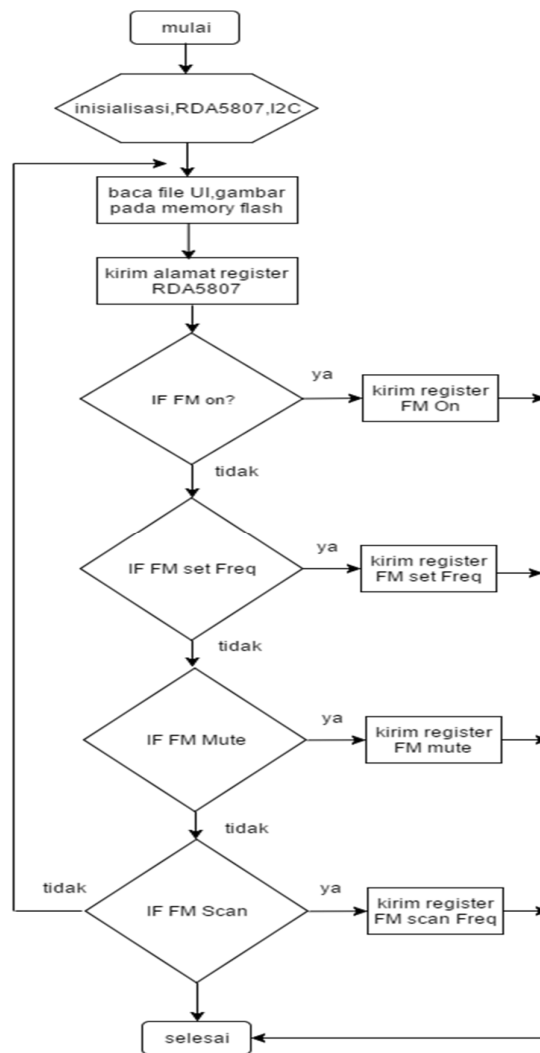 mulai
inisialisasi,RDA5807,I2C
baca file UI,gambar
pada memory flash
kirim alamat register
RDA5807
IF FM on?
ya
kirim register
FM On
tidak
IF FM set Freq
ya
kirim register
FM set Freq
tidak
IF FM Mute
ya
kirim register
FM mute
tidak
tidak
IF FM Scan
ya
kirim register
FM scan Freq
selesai